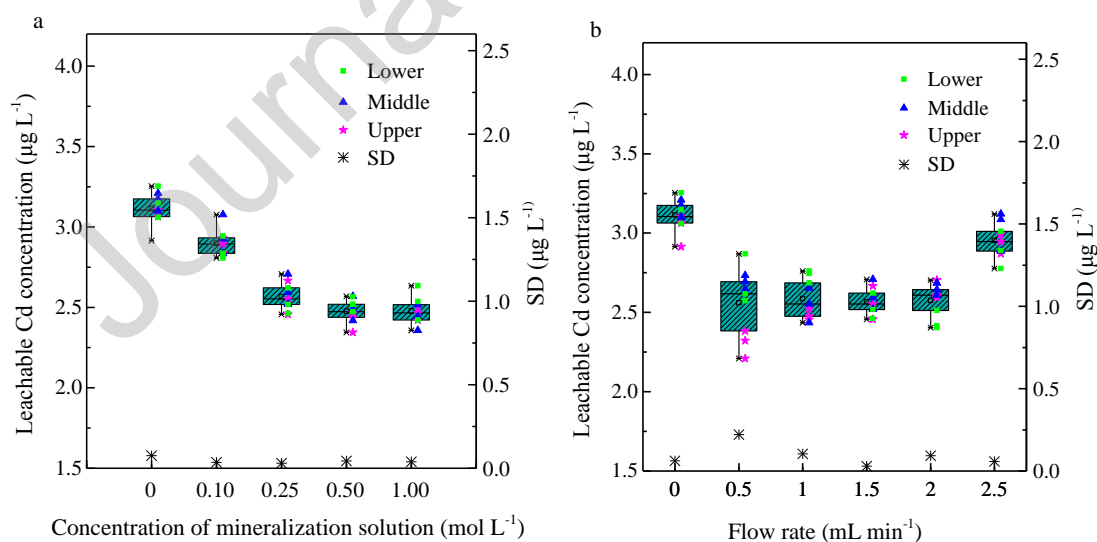 a
Leachable Cd concentration (µg L⁻¹)
4.0
3.5
3.0
2.5
2.0
1.5
Lower
Middle
Upper
SD
2.5
2.0
1.5
1.0
0.5
0.0
SD (µg L⁻¹)
0 0.10 0.25 0.50 1.00
Concentration of mineralization solution (mol L⁻¹)
b
Leachable Cd concentration (µg L⁻¹)
4.0
3.5
3.0
2.5
2.0
1.5
Lower
Middle
Upper
SD
2.5
2.0
1.5
1.0
0.5
0.0
SD (µg L⁻¹)
0 0.5 1 1.5 2 2.5
Flow rate (mL min⁻¹)
Journa